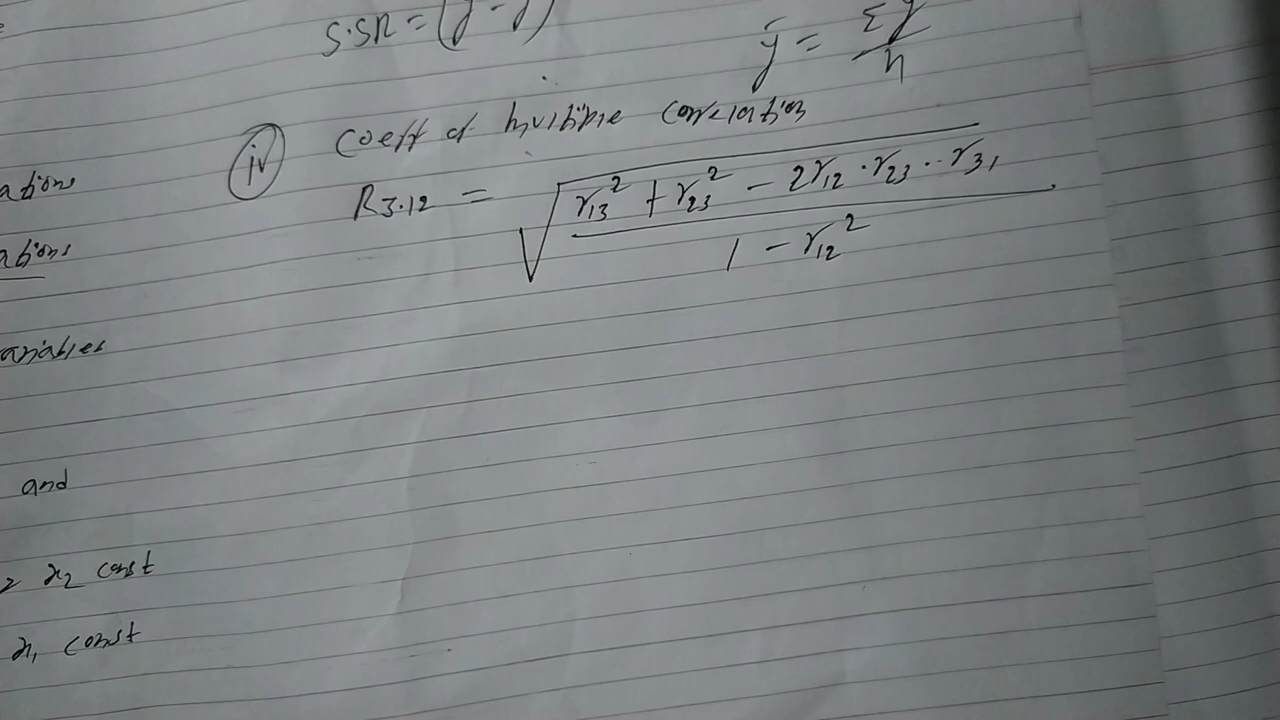 S.SR = (y - y)
ȳ = Σy / n
(iv) Coeff of multiple correlation
R3.12 = √((r13² + r23² - 2r12 · r23 · r31) / (1 - r12²))
ations
ations
ariables
and
x2 const
x1 const